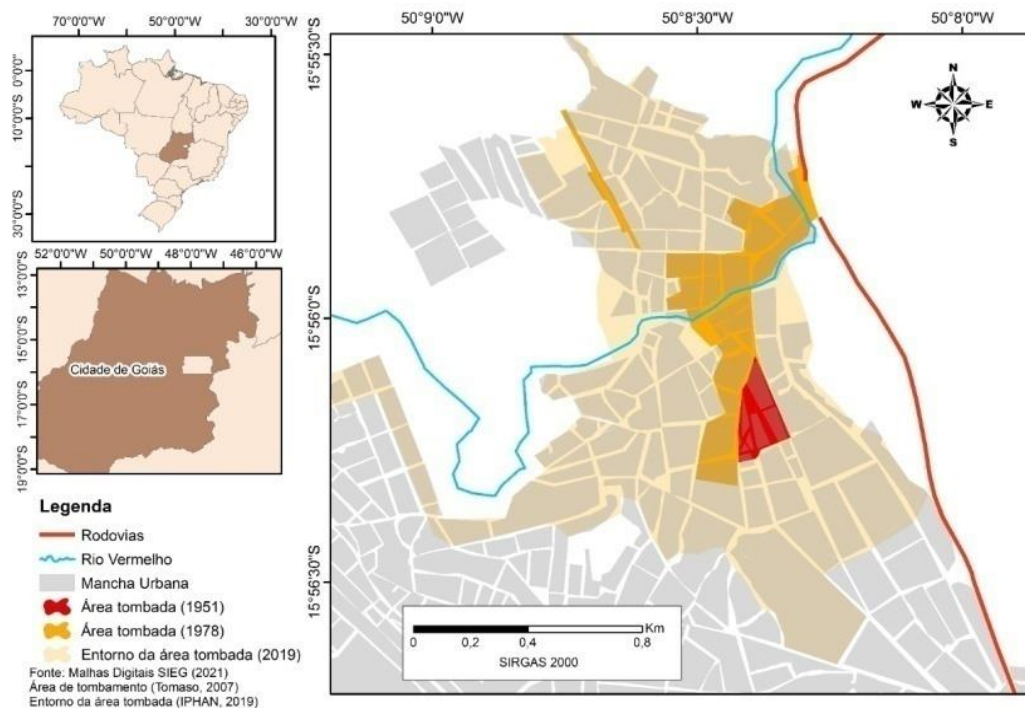 70°0'0"W 50°0'0"W 30°0'0"W
0°0'0"
10°0'0"S
30°0'0"S
52°0'0"W 50°0'0"W 48°0'0"W 46°0'0"W
13°0'0"S
15°0'0"S
17°0'0"S
19°0'0"S
Cidade de Goiás
Legenda
Rodovias
Rio Vermelho
Mancha Urbana
Área tombada (1951)
Área tombada (1978)
Entorno da área tombada (2019)
Fonte: Malhas Digitais SIEG (2021)
Área de tombamento (Tomaso, 2007)
Entorno da área tombada (IPHAN, 2019)
50°9'0"W 50°8'30"W 50°8'0"W
15°55'30"S
15°56'0"S
15°56'30"S
N
W E
S
Km
0 0,2 0,4 0,8
SIRGAS 2000